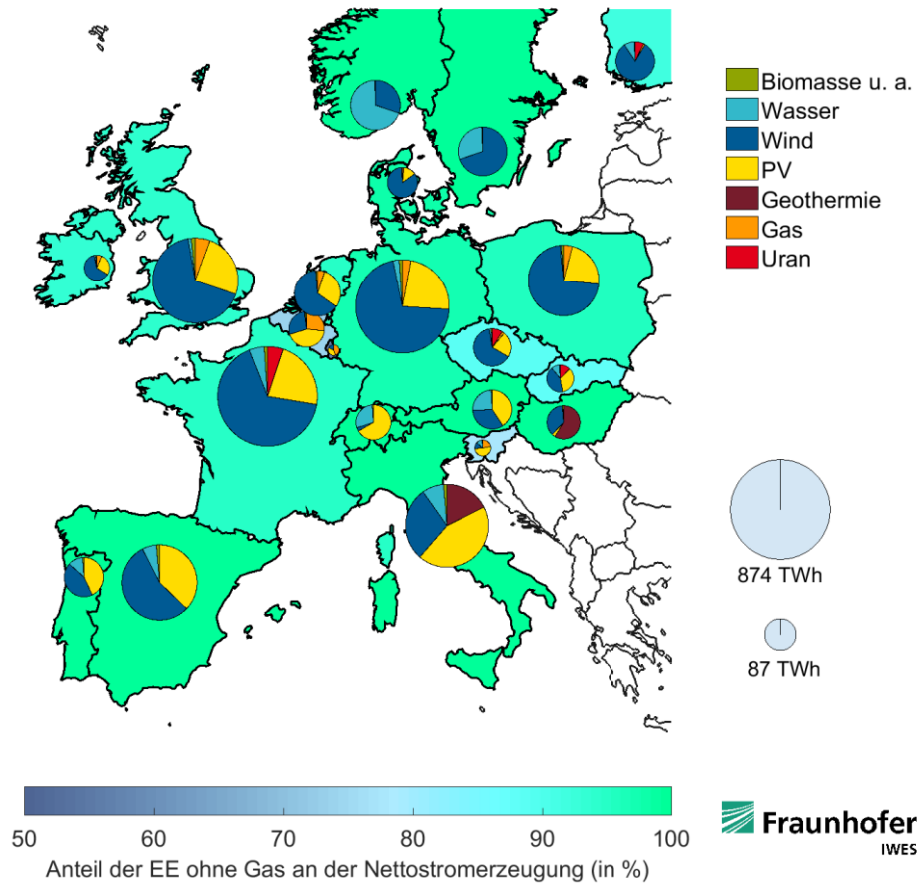 Biomasse u. a.
Wasser
Wind
PV
Geothermie
Gas
Uran
874 TWh
87 TWh
50 60 70 80 90 100
Anteil der EE ohne Gas an der Nettostromerzeugung (in %)
Fraunhofer
IWES